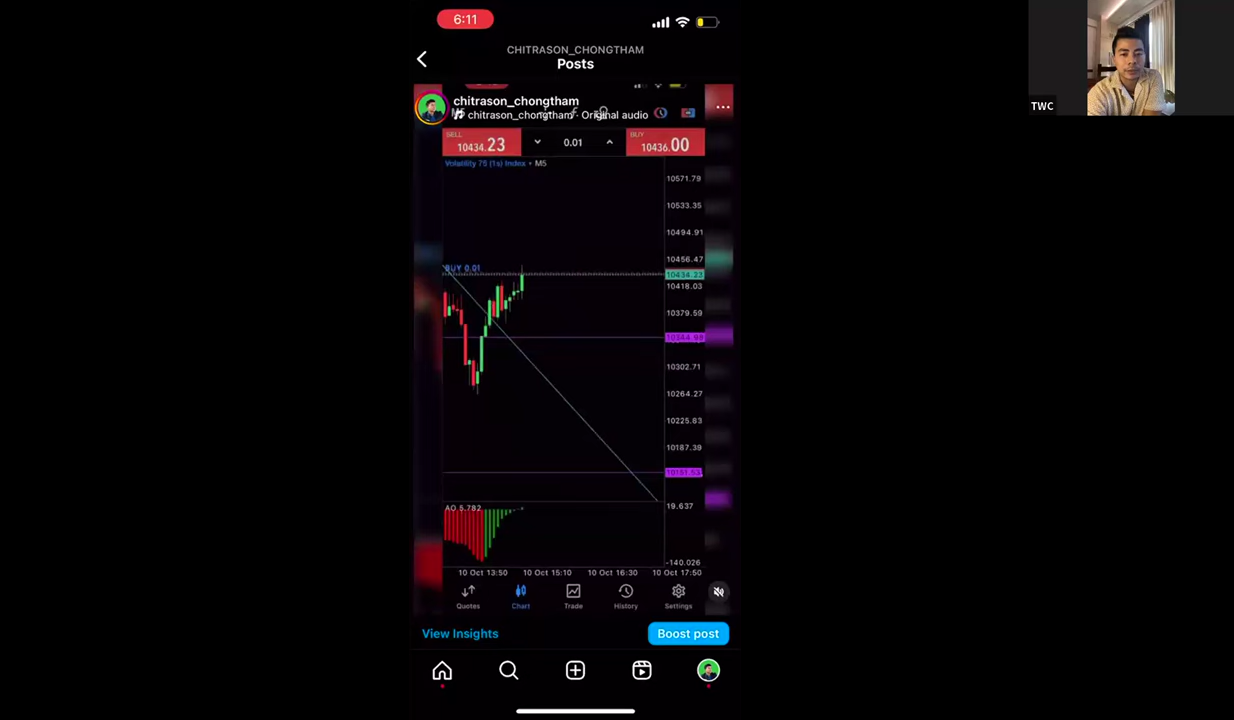 6:11
CHITRASON_CHONGTHAM
Posts
chitrason_chongtham
chitrason_chongtham · Original audio
SELL
10434.23
0.01
BUY
10436.00
Volatility 75 (1s) Index • M5
10571.79
10533.35
10494.91
10456.47
BUY 0.01
10434.23
10418.03
10379.59
10302.71
10264.27
10225.83
10187.39
10151.53
AO 5.782
19.637
-140.026
10 Oct 13:50
10 Oct 15:10
10 Oct 16:30
10 Oct 17:50
Quotes
Chart
Trade
History
Settings
View Insights
Boost post
TWC